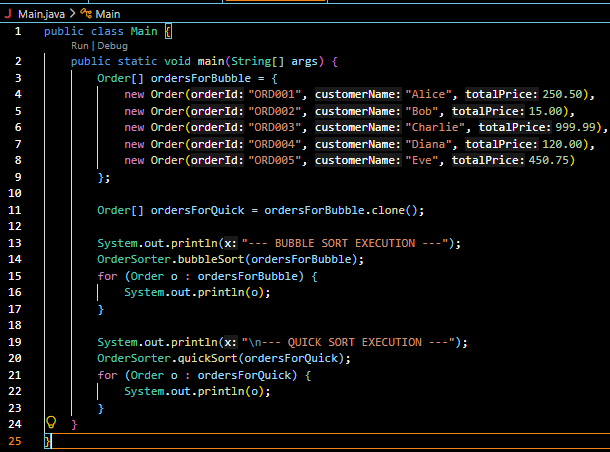 J Main.java > Main
1 public class Main {
Run | Debug
2 public static void main(String[] args) {
3 Order[] ordersForBubble = {
4 new Order(orderId: "ORD001", customerName: "Alice", totalPrice: 250.50),
5 new Order(orderId: "ORD002", customerName: "Bob", totalPrice: 15.00),
6 new Order(orderId: "ORD003", customerName: "Charlie", totalPrice: 999.99),
7 new Order(orderId: "ORD004", customerName: "Diana", totalPrice: 120.00),
8 new Order(orderId: "ORD005", customerName: "Eve", totalPrice: 450.75)
9 };
10
11 Order[] ordersForQuick = ordersForBubble.clone();
12
13 System.out.println(x: "--- BUBBLE SORT EXECUTION ---");
14 OrderSorter.bubbleSort(ordersForBubble);
15 for (Order o : ordersForBubble) {
16 System.out.println(o);
17 }
18
19 System.out.println(x: "\n--- QUICK SORT EXECUTION ---");
20 OrderSorter.quickSort(ordersForQuick);
21 for (Order o : ordersForQuick) {
22 System.out.println(o);
23 }
24 }
25 }